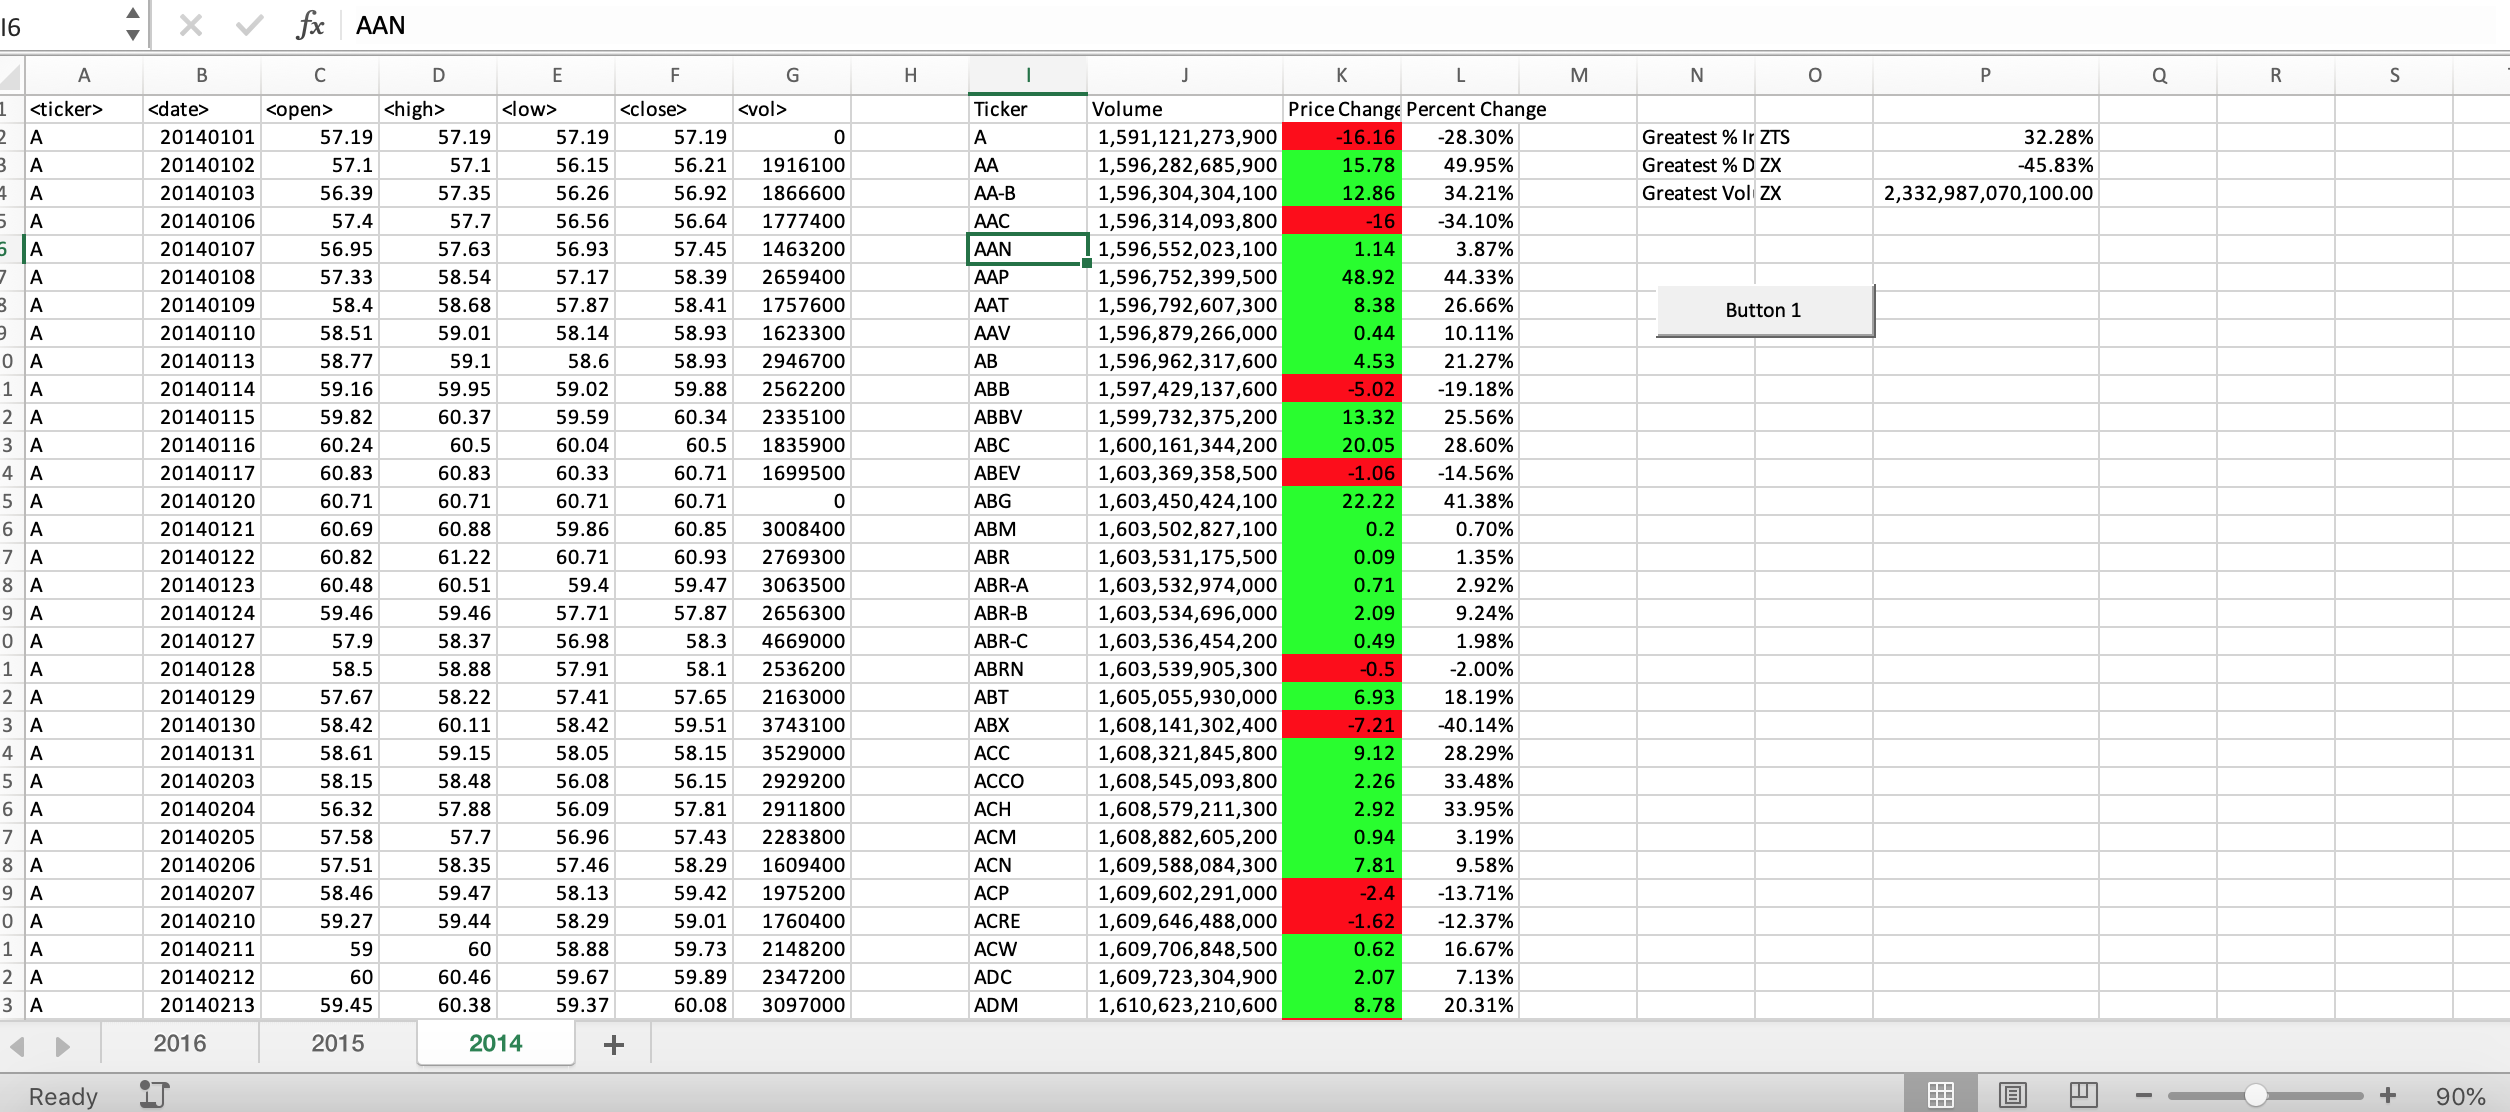 I6 fx AAN
A B C D E F G H I J K L M N O P Q R S
1 <ticker> <date> <open> <high> <low> <close> <vol> Ticker Volume Price Change Percent Change
2 A 20140101 57.19 57.19 57.19 57.19 0 A 1,591,121,273,900 -16.16 -28.30% Greatest % In ZTS 32.28%
3 A 20140102 57.1 57.1 56.15 56.21 1916100 AA 1,596,282,685,900 15.78 49.95% Greatest % D ZX -45.83%
4 A 20140103 56.39 57.35 56.26 56.92 1866600 AA-B 1,596,304,304,100 12.86 34.21% Greatest Vol ZX 2,332,987,070,100.00
5 A 20140106 57.4 57.7 56.56 56.64 1777400 AAC 1,596,314,093,800 -16 -34.10%
6 A 20140107 56.95 57.63 56.93 57.45 1463200 AAN 1,596,552,023,100 1.14 3.87%
7 A 20140108 57.33 58.54 57.17 58.39 2659400 AAP 1,596,752,399,500 48.92 44.33%
8 A 20140109 58.4 58.68 57.87 58.41 1757600 AAT 1,596,792,607,300 8.38 26.66% Button 1
9 A 20140110 58.51 59.01 58.14 58.93 1623300 AAV 1,596,879,266,000 0.44 10.11%
0 A 20140113 58.77 59.1 58.6 58.93 2946700 AB 1,596,962,317,600 4.53 21.27%
1 A 20140114 59.16 59.95 59.02 59.88 2562200 ABB 1,597,429,137,600 -5.02 -19.18%
2 A 20140115 59.82 60.37 59.59 60.34 2335100 ABBV 1,599,732,375,200 13.32 25.56%
3 A 20140116 60.24 60.5 60.04 60.5 1835900 ABC 1,600,161,344,200 20.05 28.60%
4 A 20140117 60.83 60.83 60.33 60.71 1699500 ABEV 1,603,369,358,500 -1.06 -14.56%
5 A 20140120 60.71 60.71 60.71 60.71 0 ABG 1,603,450,424,100 22.22 41.38%
6 A 20140121 60.69 60.88 59.86 60.85 3008400 ABM 1,603,502,827,100 0.2 0.70%
7 A 20140122 60.82 61.22 60.71 60.93 2769300 ABR 1,603,531,175,500 0.09 1.35%
8 A 20140123 60.48 60.51 59.4 59.47 3063500 ABR-A 1,603,532,974,000 0.71 2.92%
9 A 20140124 59.46 59.46 57.71 57.87 2656300 ABR-B 1,603,534,696,000 2.09 9.24%
0 A 20140127 57.9 58.37 56.98 58.3 4669000 ABR-C 1,603,536,454,200 0.49 1.98%
1 A 20140128 58.5 58.88 57.91 58.1 2536200 ABRN 1,603,539,905,300 -0.5 -2.00%
2 A 20140129 57.67 58.22 57.41 57.65 2163000 ABT 1,605,055,930,000 6.93 18.19%
3 A 20140130 58.42 60.11 58.42 59.51 3743100 ABX 1,608,141,302,400 -7.21 -40.14%
4 A 20140131 58.61 59.15 58.05 58.15 3529000 ACC 1,608,321,845,800 9.12 28.29%
5 A 20140203 58.15 58.48 56.08 56.15 2929200 ACCO 1,608,545,093,800 2.26 33.48%
6 A 20140204 56.32 57.88 56.09 57.81 2911800 ACH 1,608,579,211,300 2.92 33.95%
7 A 20140205 57.58 57.7 56.96 57.43 2283800 ACM 1,608,882,605,200 0.94 3.19%
8 A 20140206 57.51 58.35 57.46 58.29 1609400 ACN 1,609,588,084,300 7.81 9.58%
9 A 20140207 58.46 59.47 58.13 59.42 1975200 ACP 1,609,602,291,000 -2.4 -13.71%
0 A 20140210 59.27 59.44 58.29 59.01 1760400 ACRE 1,609,646,488,000 -1.62 -12.37%
1 A 20140211 59 60 58.88 59.73 2148200 ACW 1,609,706,848,500 0.62 16.67%
2 A 20140212 60 60.46 59.67 59.89 2347200 ADC 1,609,723,304,900 2.07 7.13%
3 A 20140213 59.45 60.38 59.37 60.08 3097000 ADM 1,610,623,210,600 8.78 20.31%
2016 2015 2014 +
Ready 90%